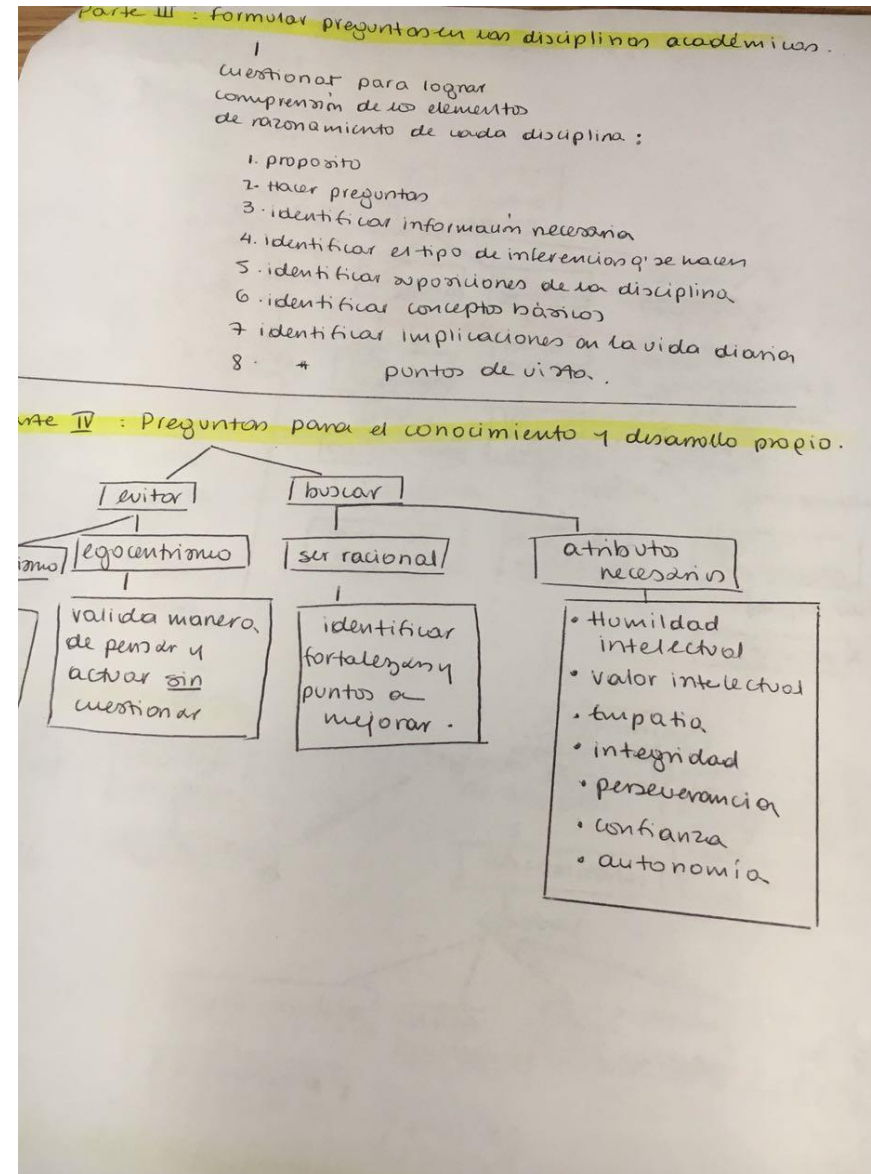 Parte III : formular preguntas en las disciplinas académicas.
cuestionar para lograr
comprensión de los elementos
de razonamiento de cada disciplina :
1. proposito
2- Hacer preguntas
3. identificar información necesaria
4. identificar el tipo de inferencias q' se hacen
5. identificar suposiciones de la disciplina
6. identificar conceptos básicos
7 identificar implicaciones en la vida diaria
8. " puntos de vista.
rte IV : Preguntas para el conocimiento y desarrollo propio.
evitar
buscar
ismo
egocentrismo
ser racional
atributos
necesarios
valida manera
de pensar y
actuar sin
cuestionar
identificar
fortalezas y
puntos a
mejorar.
• Humildad
intelectual
• valor intelectual
• Empatia
• integridad
• perseverancia
• confianza
• autonomía